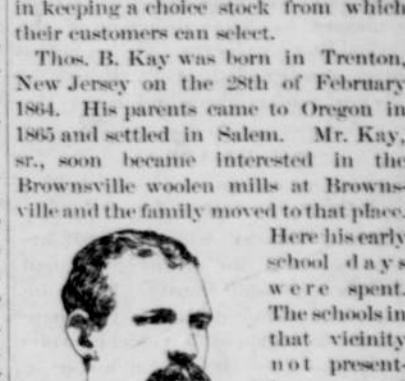 in keeping a choice stock from which
their customers can select.
Thos. B. Kay was born in Trenton,
New Jersey on the 28th of February
1864. His parents came to Oregon in
1865 and settled in Salem. Mr. Kay,
sr., soon became interested in the
Brownsville woolen mills at Browns-
ville and the family moved to that place.
Here his early
school days
were spent.
The schools in
that vicinity
not present-